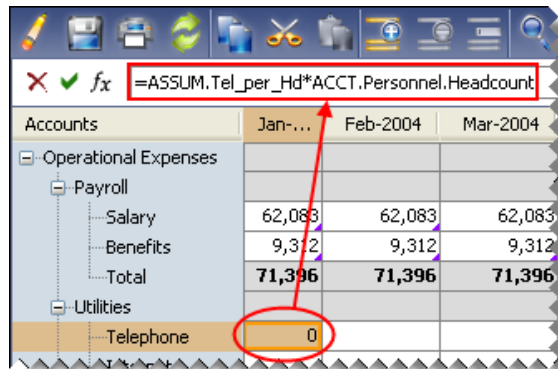 fx =ASSUM.Tel_per_Hd*ACCT.Personnel.Headcount
Accounts Jan-... Feb-2004 Mar-2004
Operational Expenses
Payroll
Salary 62,083 62,083 62,083
Benefits 9,312 9,312 9,312
Total 71,396 71,396 71,396
Utilities
Telephone 0